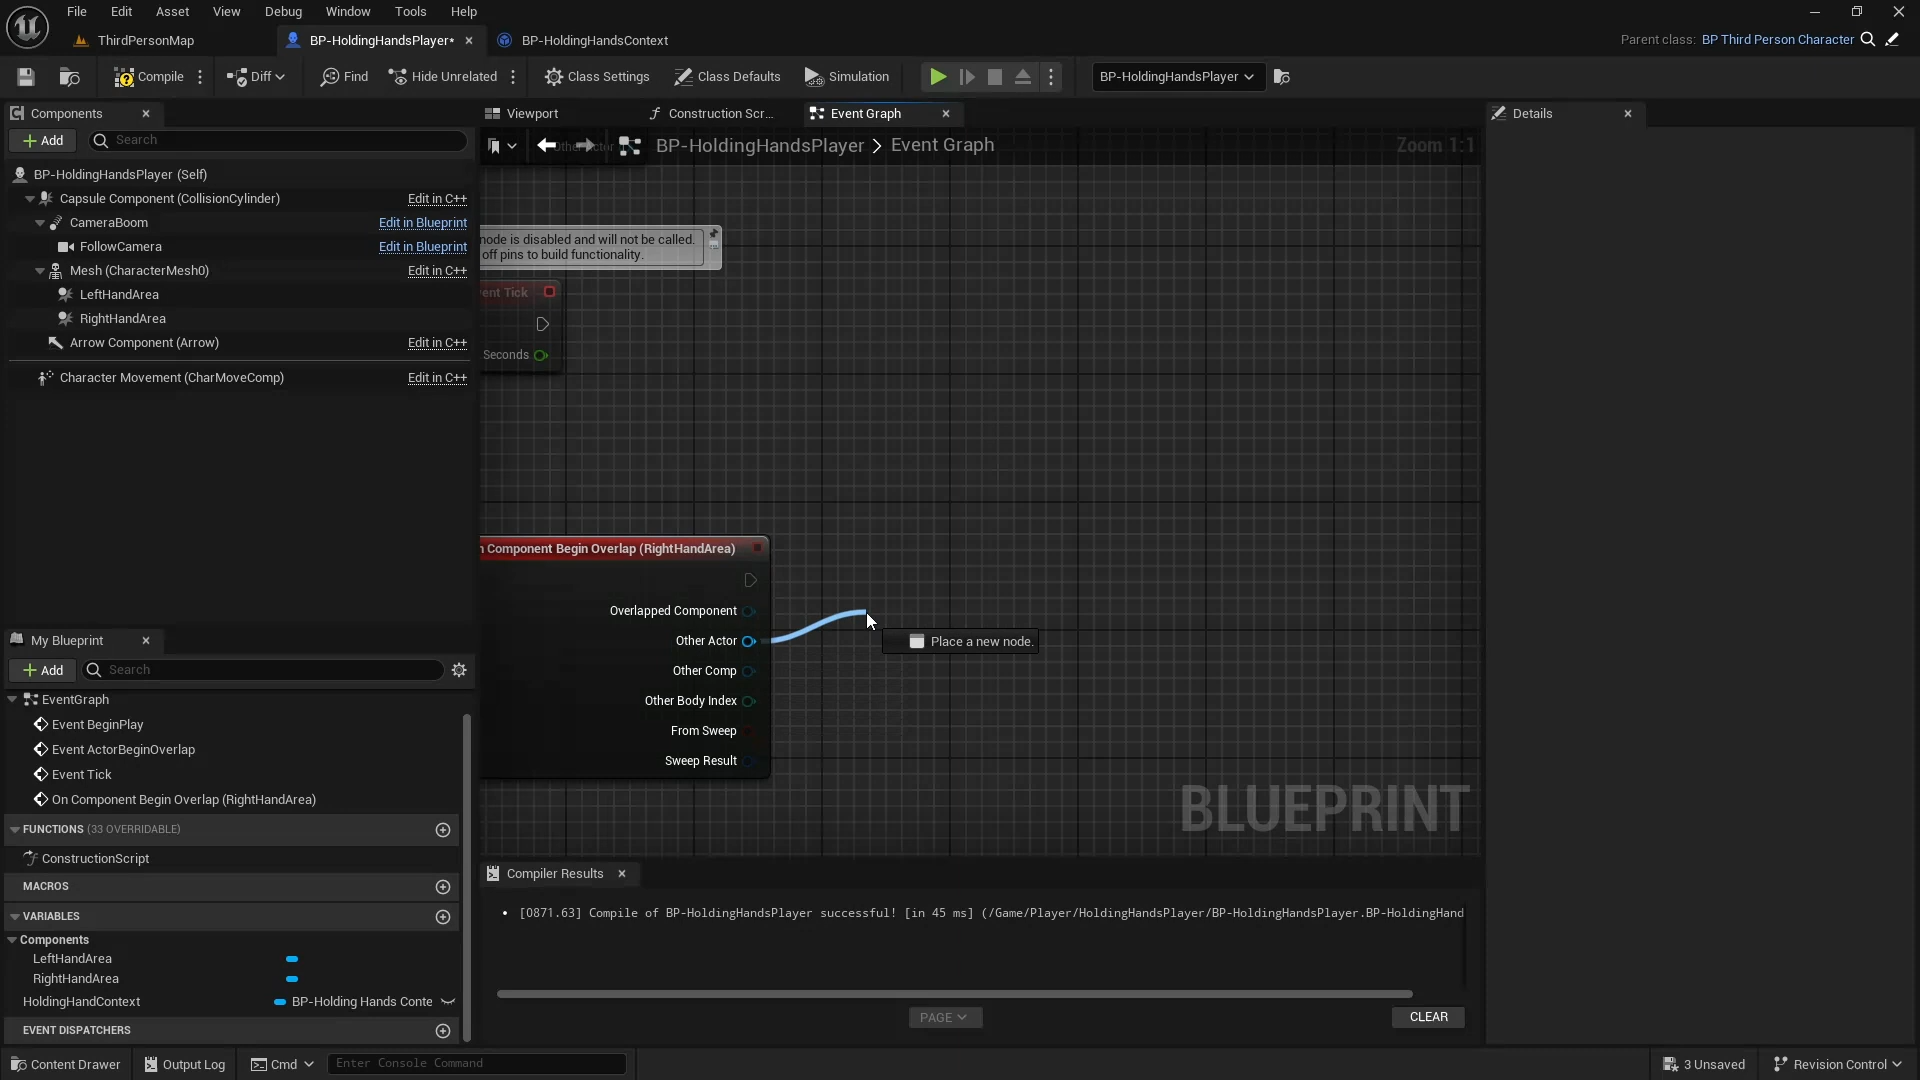 File Edit Asset View Debug Window Tools Help
ThirdPersonMap
BP-HoldingHandsPlayer*
BP-HoldingHandsContext
Parent class: BP Third Person Character
Compile
Diff
Find
Hide Unrelated
Class Settings
Class Defaults
Simulation
BP-HoldingHandsPlayer
Components
Add
Search
BP-HoldingHandsPlayer (Self)
Capsule Component (CollisionCylinder) Edit in C++
CameraBoom Edit in Blueprint
FollowCamera Edit in Blueprint
Mesh (CharacterMesh0) Edit in C++
LeftHandArea
RightHandArea
Arrow Component (Arrow) Edit in C++
Character Movement (CharMoveComp) Edit in C++
My Blueprint
Add
Search
EventGraph
Event BeginPlay
Event ActorBeginOverlap
Event Tick
On Component Begin Overlap (RightHandArea)
FUNCTIONS (33 OVERRIDABLE)
ConstructionScript
MACROS
VARIABLES
Components
LeftHandArea
RightHandArea
HoldingHandContext BP-Holding Hands Conte
EVENT DISPATCHERS
Viewport
Construction Scr...
Event Graph
Other Actor
BP-HoldingHandsPlayer > Event Graph
Zoom 1:1
node is disabled and will not be called.
off pins to build functionality.
ent Tick
Seconds
n Component Begin Overlap (RightHandArea)
Overlapped Component
Other Actor
Other Comp
Other Body Index
From Sweep
Sweep Result
Place a new node.
BLUEPRINT
Compiler Results
• [0871.63] Compile of BP-HoldingHandsPlayer successful! [in 45 ms] (/Game/Player/HoldingHandsPlayer/BP-HoldingHandsPlayer.BP-HoldingHand
PAGE
CLEAR
Details
Content Drawer
Output Log
Cmd
Enter Console Command
3 Unsaved
Revision Control